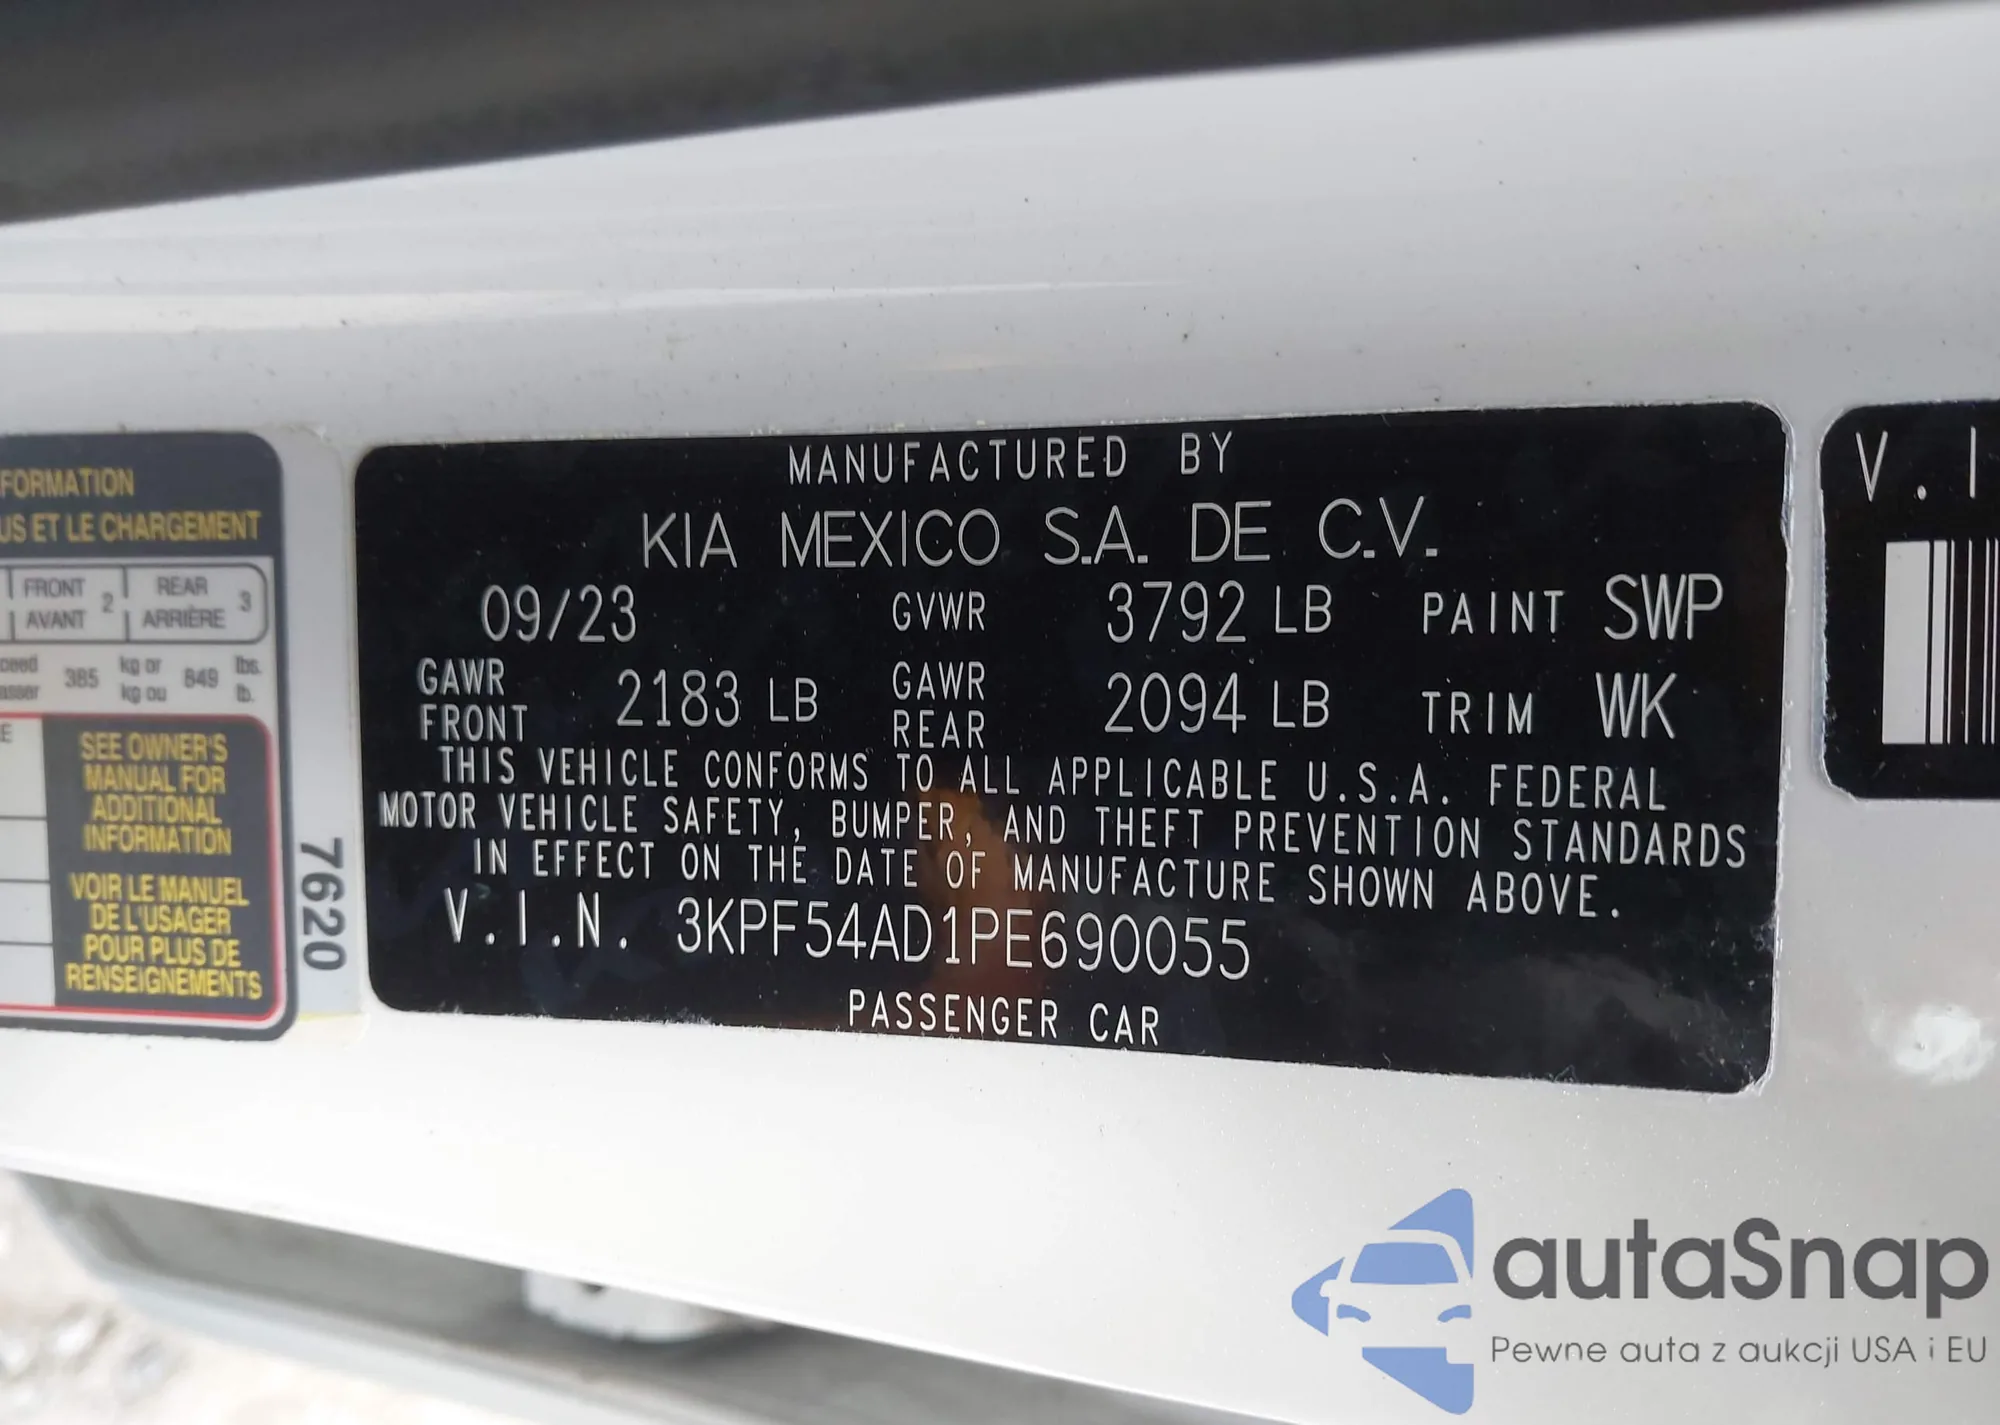 FORMATION
US ET LE CHARGEMENT
FRONT 2 REAR 3
AVANT ARRIÈRE
385 kg or 849 lbs.
kg ou lb.
SEE OWNER'S
MANUAL FOR
ADDITIONAL
INFORMATION
VOIR LE MANUEL
DE L'USAGER
POUR PLUS DE
RENSEIGNEMENTS
7620
MANUFACTURED BY
KIA MEXICO S.A. DE C.V.
09/23 GVWR 3792 LB PAINT SWP
GAWR FRONT 2183 LB GAWR REAR 2094 LB TRIM WK
THIS VEHICLE CONFORMS TO ALL APPLICABLE U.S.A. FEDERAL
MOTOR VEHICLE SAFETY, BUMPER, AND THEFT PREVENTION STANDARDS
IN EFFECT ON THE DATE OF MANUFACTURE SHOWN ABOVE.
V.I.N. 3KPF54AD1PE690055
PASSENGER CAR
V.I
autaSnap
Pewne auta z aukcji USA i EU